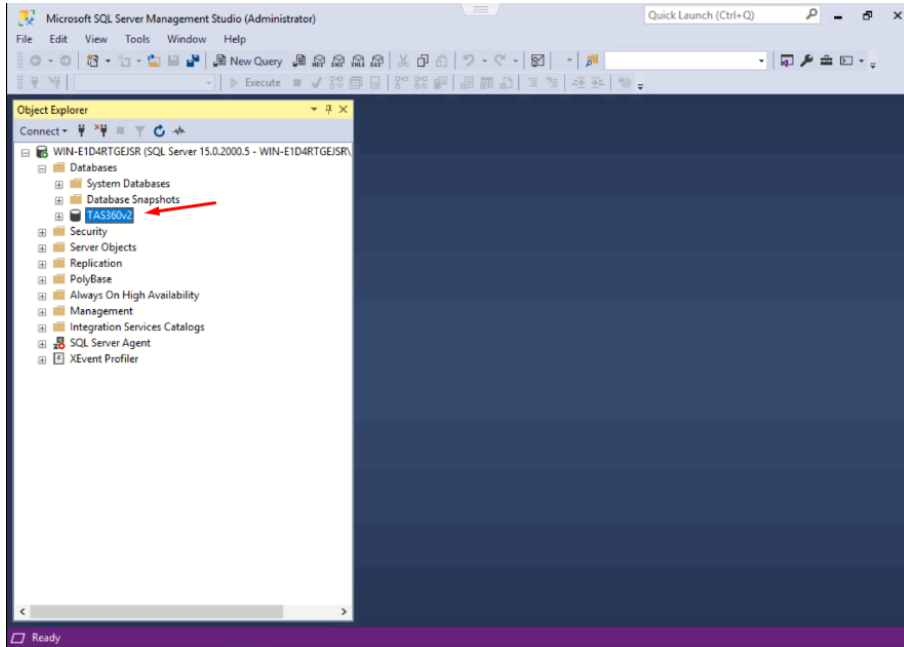 Microsoft SQL Server Management Studio (Administrator)
Quick Launch (Ctrl+Q)
File Edit View Tools Window Help
New Query
Execute
Object Explorer
Connect
WIN-E1D4RTGEJSR (SQL Server 15.0.2000.5 - WIN-E1D4RTGEJSR\
Databases
System Databases
Database Snapshots
TAS360v2
Security
Server Objects
Replication
PolyBase
Always On High Availability
Management
Integration Services Catalogs
SQL Server Agent
XEvent Profiler
Ready